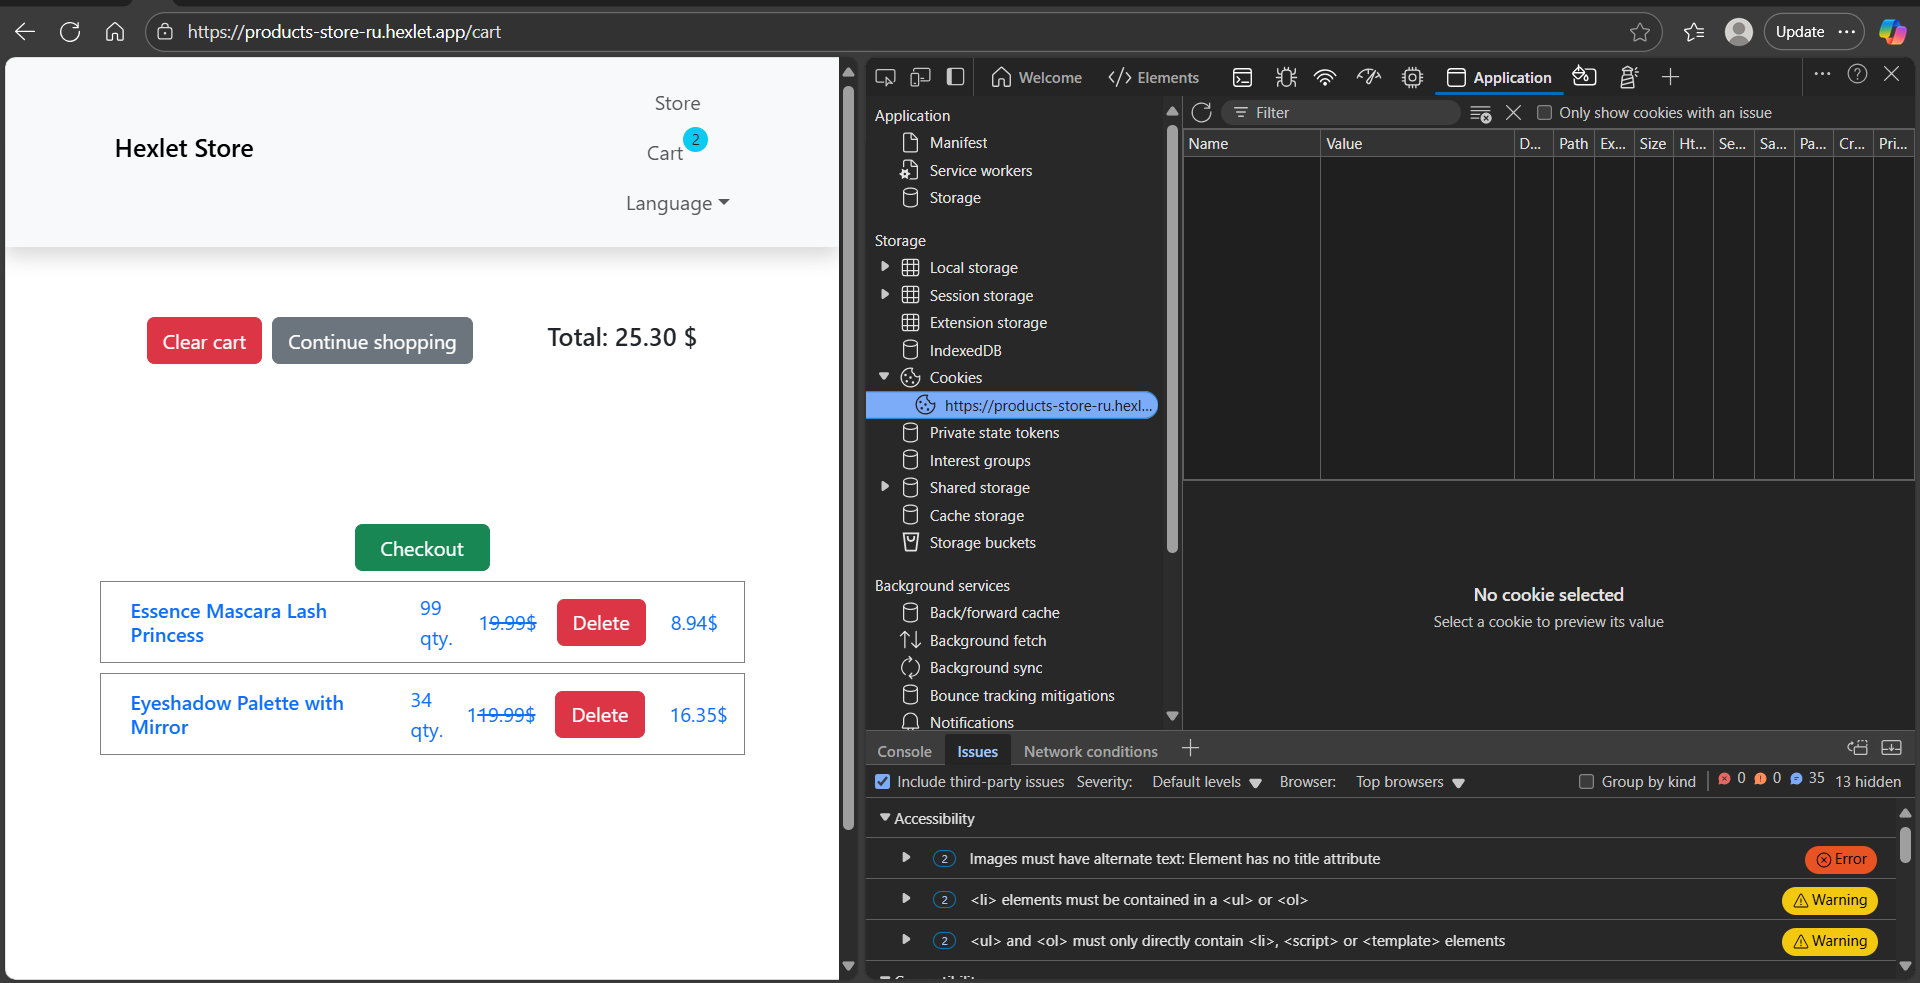 https://products-store-ru.hexlet.app/cart
Update
Hexlet Store
Store
Cart
2
Language
Clear cart
Continue shopping
Total: 25.30 $
Checkout
Essence Mascara Lash
Princess
99
qty.
19.99$
Delete
8.94$
Eyeshadow Palette with
Mirror
34
qty.
119.99$
Delete
16.35$
Welcome
Elements
Application
Application
Manifest
Service workers
Storage
Storage
Local storage
Session storage
Extension storage
IndexedDB
Cookies
https://products-store-ru.hexl...
Private state tokens
Interest groups
Shared storage
Cache storage
Storage buckets
Background services
Back/forward cache
Background fetch
Background sync
Bounce tracking mitigations
Notifications
Filter
Only show cookies with an issue
Name Value D... Path Ex... Size Ht... Se... Sa... Pa... Cr... Pri...
No cookie selected
Select a cookie to preview its value
Console Issues Network conditions
Include third-party issues Severity: Default levels Browser: Top browsers Group by kind 0 0 35 13 hidden
Accessibility
2 Images must have alternate text: Element has no title attribute Error
2 <li> elements must be contained in a <ul> or <ol> Warning
2 <ul> and <ol> must only directly contain <li>, <script> or <template> elements Warning